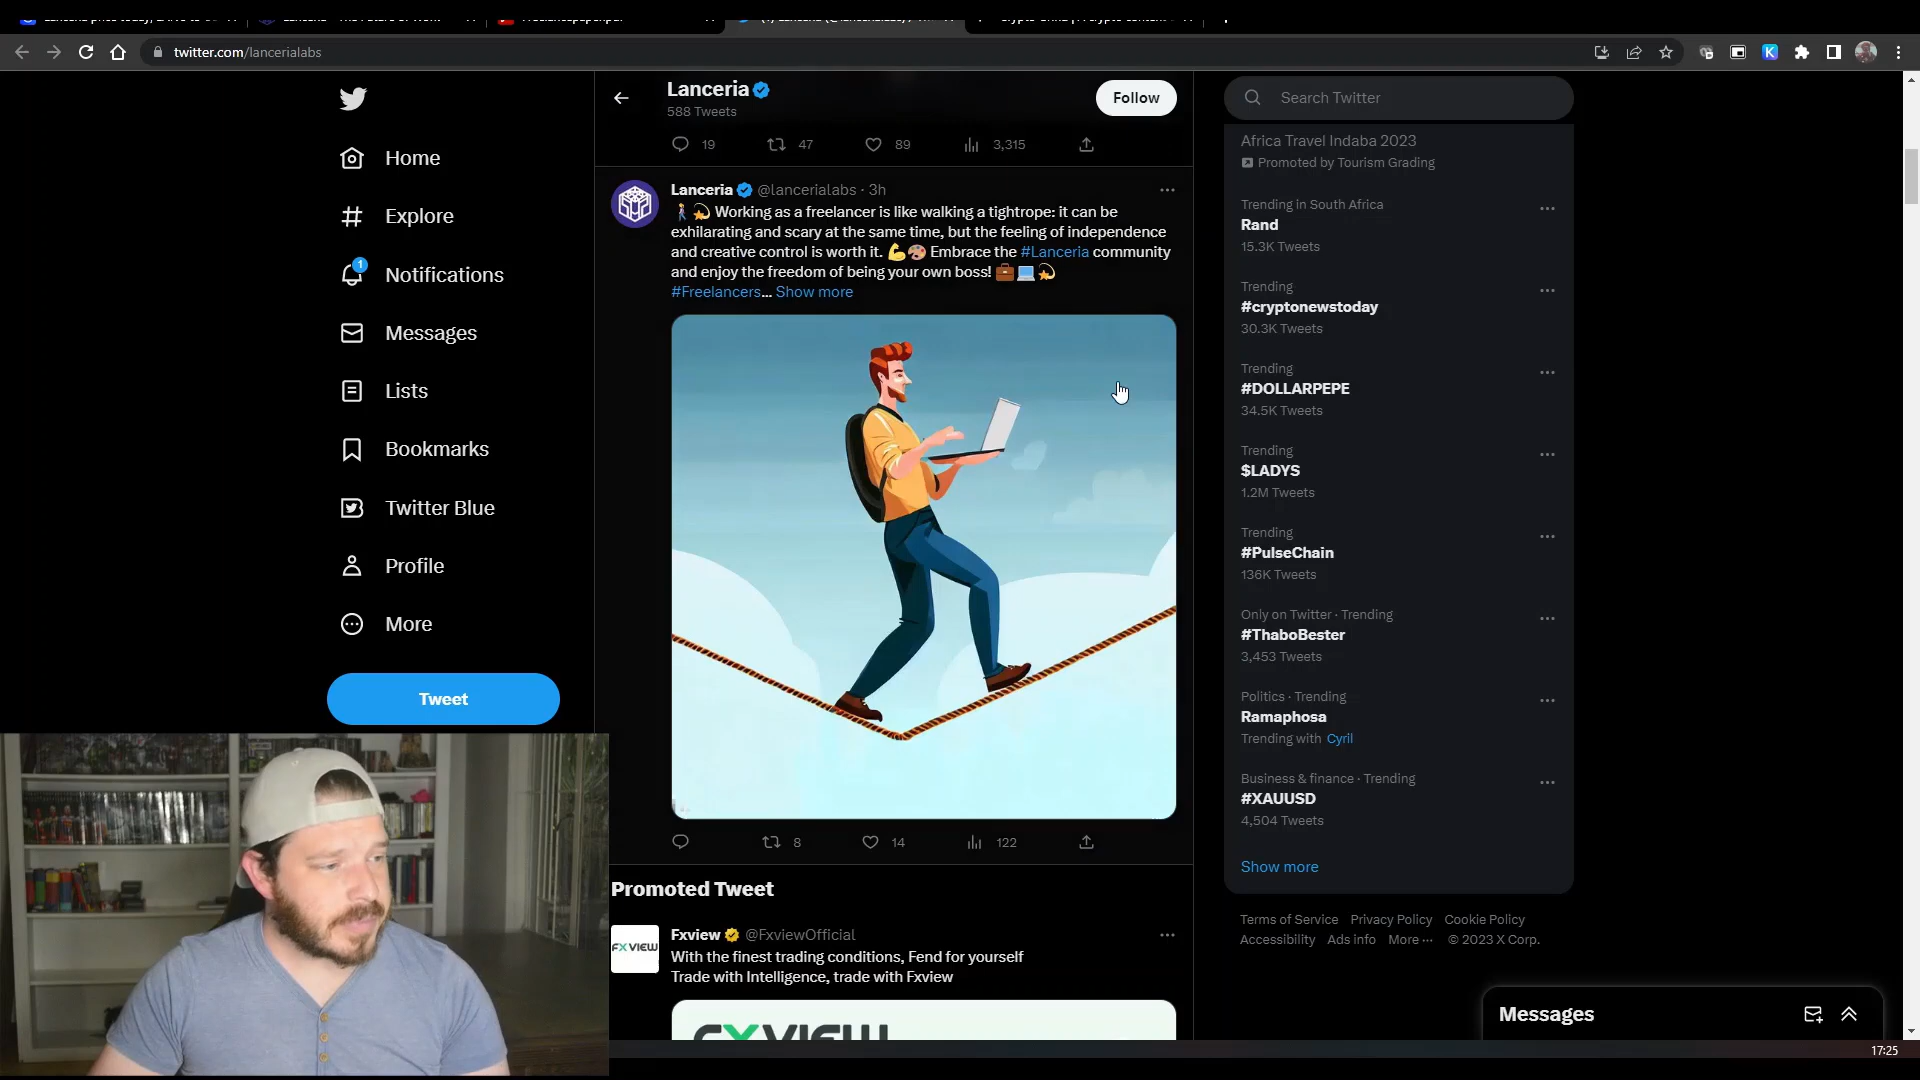 twitter.com/lancerialabs
Lanceria
588 Tweets
Follow
Search Twitter
19
47
89
3,315
Home
Explore
1
Notifications
Messages
Lists
Bookmarks
Twitter Blue
Profile
More
Tweet
Lanceria @lancerialabs · 3h
🚶💫 Working as a freelancer is like walking a tightrope: it can be
exhilarating and scary at the same time, but the feeling of independence
and creative control is worth it. 💪🎨 Embrace the #Lanceria community
and enjoy the freedom of being your own boss! 💼💻💫
#Freelancers... Show more
8
14
122
Promoted Tweet
FXVIEW
Fxview @FxviewOfficial
With the finest trading conditions, Fend for yourself
Trade with Intelligence, trade with Fxview
FXVIEW
Africa Travel Indaba 2023
Promoted by Tourism Grading
Trending in South Africa
Rand
15.3K Tweets
Trending
#cryptonewstoday
30.3K Tweets
Trending
#DOLLARPEPE
34.5K Tweets
Trending
$LADYS
1.2M Tweets
Trending
#PulseChain
136K Tweets
Only on Twitter · Trending
#ThaboBester
3,453 Tweets
Politics · Trending
Ramaphosa
Trending with Cyril
Business & finance · Trending
#XAUUSD
4,504 Tweets
Show more
Terms of Service Privacy Policy Cookie Policy
Accessibility Ads info More ··· © 2023 X Corp.
Messages
17:25